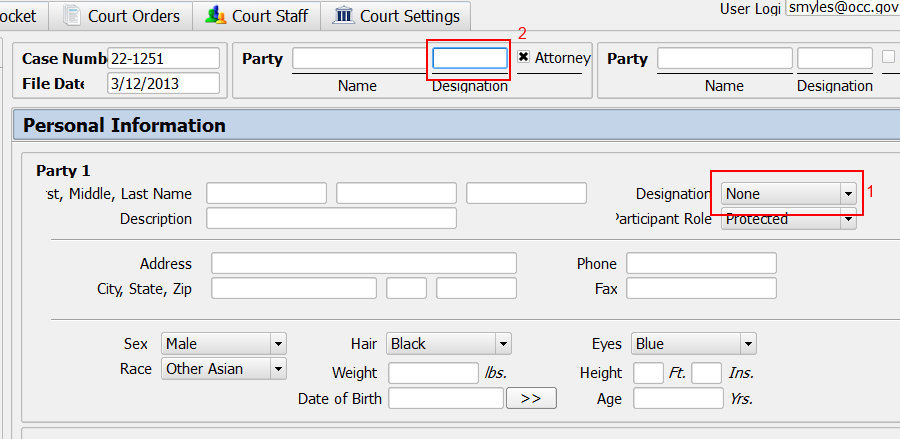 ocket Court Orders Court Staff Court Settings User Logi smyles@occ.gov
2
Case Numb 22-1251 Party Attorney Party
File Date 3/12/2013 Name Designation Name Designation
Personal Information
Party 1
rst, Middle, Last Name Designation None 1
Description Participant Role Protected
Address Phone
City, State, Zip Fax
Sex Male Hair Black Eyes Blue
Race Other Asian Weight lbs. Height Ft. Ins.
Date of Birth >> Age Yrs.